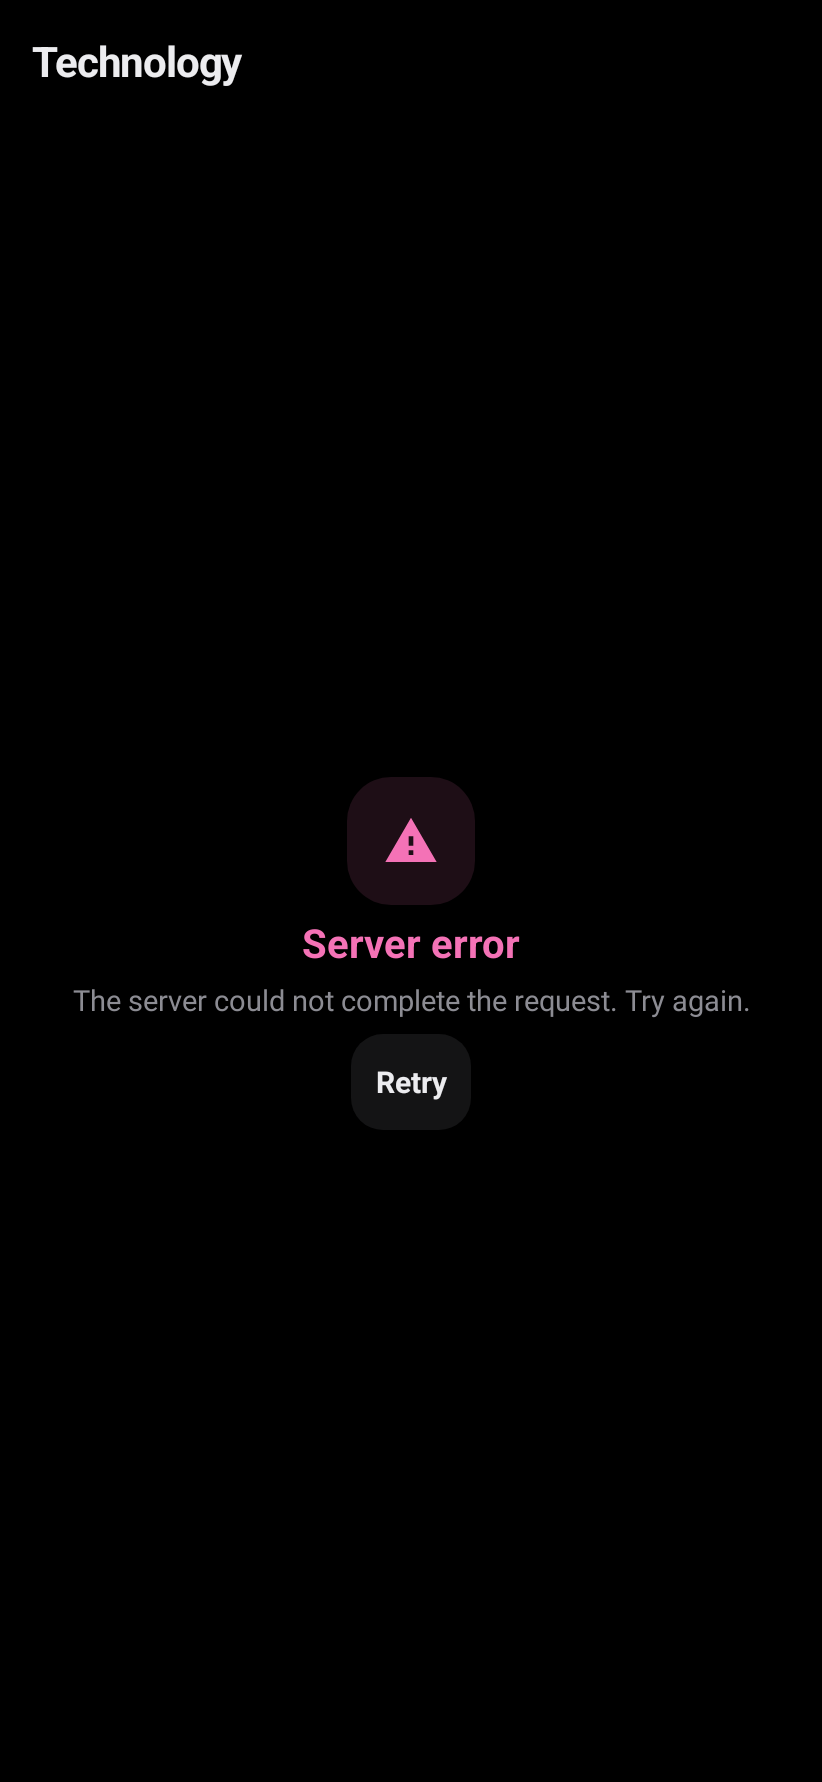 Technology
Server error
The server could not complete the request. Try again.
Retry